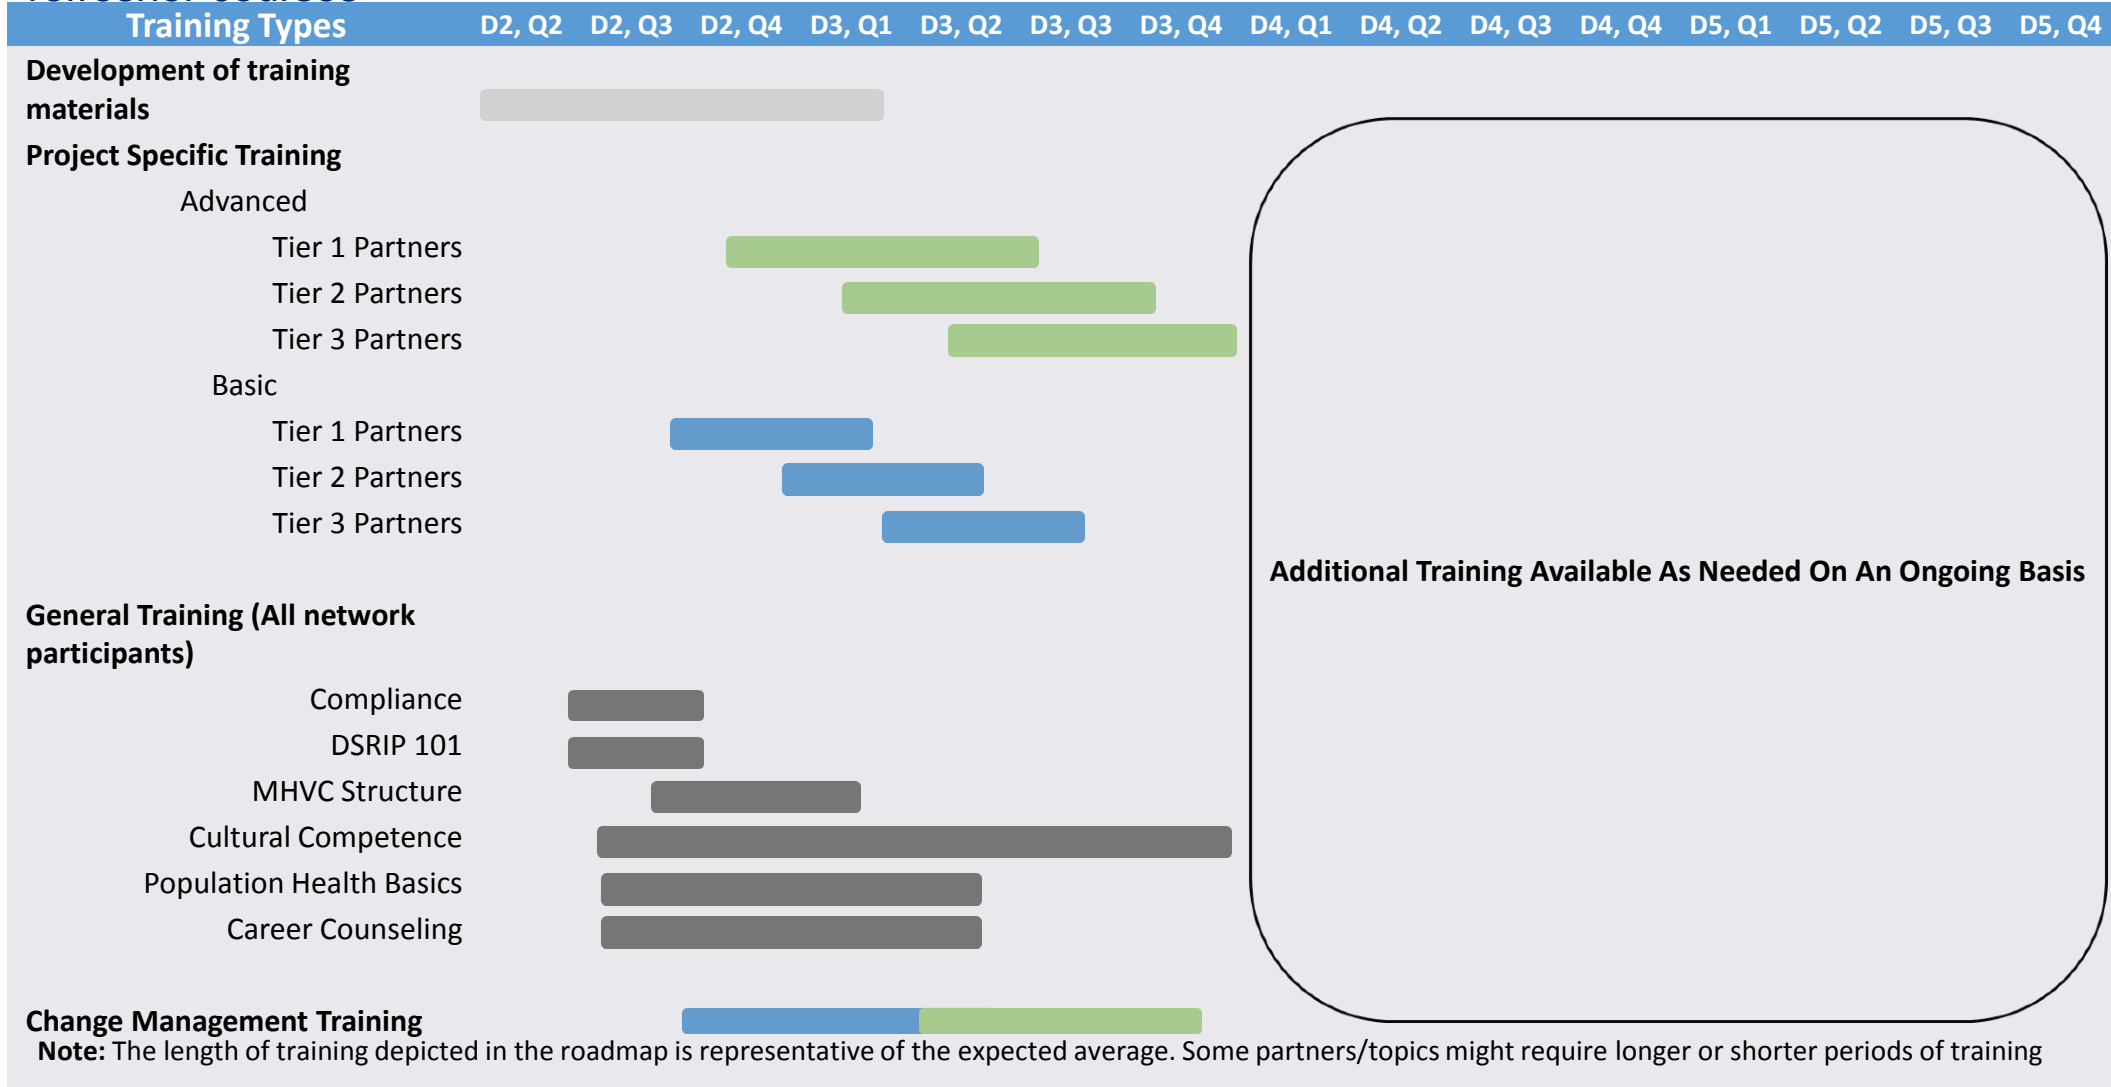 Training Types D2, Q2 D2, Q3 D2, Q4 D3, Q1 D3, Q2 D3, Q3 D3, Q4 D4, Q1 D4, Q2 D4, Q3 D4, Q4 D5, Q1 D5, Q2 D5, Q3 D5, Q4
Development of training
materials
Project Specific Training
Advanced
Tier 1 Partners
Tier 2 Partners
Tier 3 Partners
Basic
Tier 1 Partners
Tier 2 Partners
Tier 3 Partners
Additional Training Available As Needed On An Ongoing Basis
General Training (All network
participants)
Compliance
DSRIP 101
MHVC Structure
Cultural Competence
Population Health Basics
Career Counseling
Change Management Training
Note: The length of training depicted in the roadmap is representative of the expected average. Some partners/topics might require longer or shorter periods of training